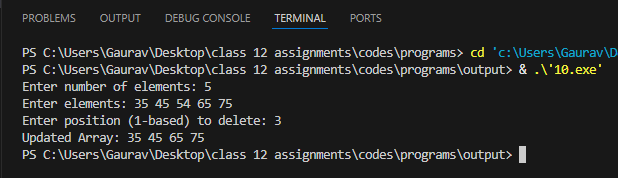 PROBLEMS OUTPUT DEBUG CONSOLE TERMINAL PORTS
PS C:\Users\Gaurav\Desktop\class 12 assignments\codes\programs> cd 'c:\Users\Gaurav\D
PS C:\Users\Gaurav\Desktop\class 12 assignments\codes\programs\output> & .\'10.exe'
Enter number of elements: 5
Enter elements: 35 45 54 65 75
Enter position (1-based) to delete: 3
Updated Array: 35 45 65 75
PS C:\Users\Gaurav\Desktop\class 12 assignments\codes\programs\output>